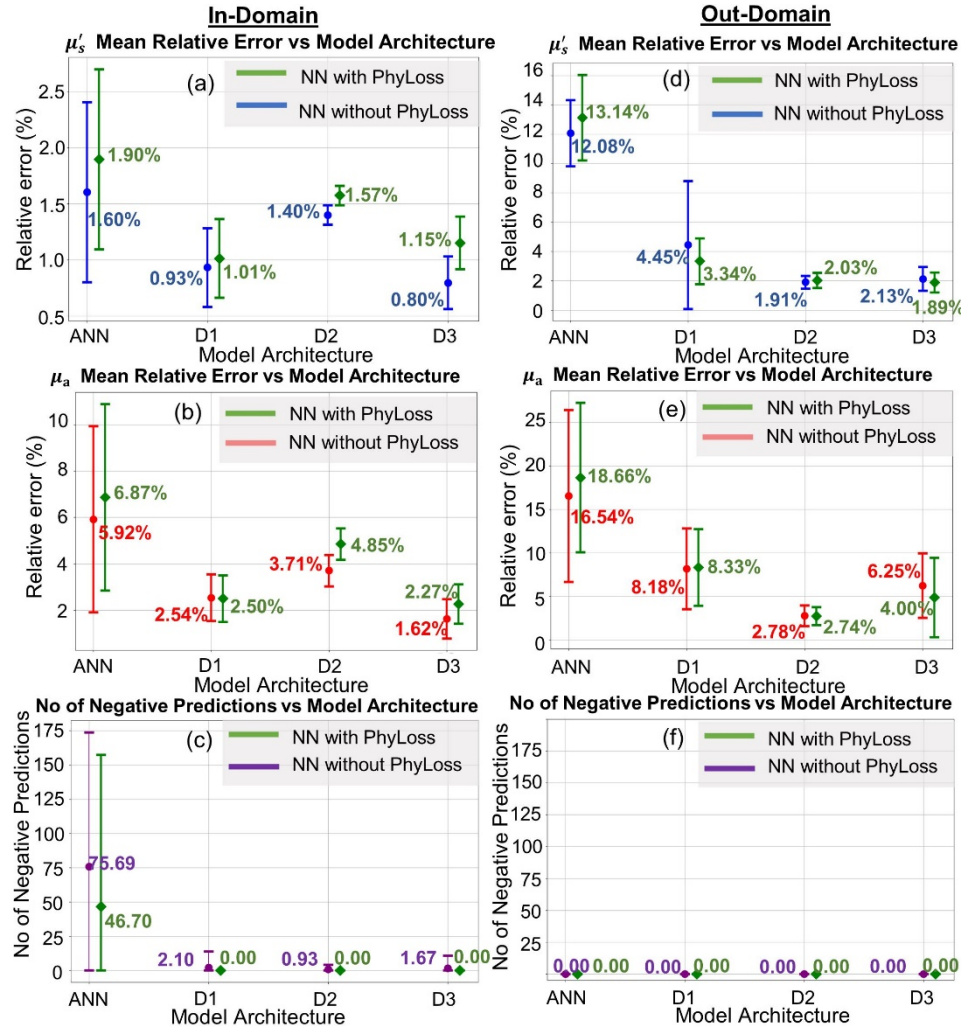 In-Domain
μ′s Mean Relative Error vs Model Architecture
Relative error (%)
2.5
2.0
1.5
1.0
0.5
(a)
NN with PhyLoss
NN without PhyLoss
1.90%
1.60%
0.93%
1.01%
1.40%
1.57%
1.15%
0.80%
ANN D1 D2 D3
Model Architecture
μa Mean Relative Error vs Model Architecture
Relative error (%)
10
8
6
4
2
(b)
NN with PhyLoss
NN without PhyLoss
6.87%
5.92%
2.54%
2.50%
3.71%
4.85%
2.27%
1.62%
ANN D1 D2 D3
Model Architecture
No of Negative Predictions vs Model Architecture
No of Negative Predictions
175
150
125
100
75
50
25
0
(c)
NN with PhyLoss
NN without PhyLoss
75.69
46.70
2.10 0.00 0.93 0.00 1.67 0.00
ANN D1 D2 D3
Model Architecture
Out-Domain
μ′s Mean Relative Error vs Model Architecture
Relative error (%)
16
14
12
10
8
6
4
2
0
(d)
NN with PhyLoss
NN without PhyLoss
13.14%
12.08%
4.45%
3.34%
1.91%
2.03%
2.13%
1.89%
ANN D1 D2 D3
Model Architecture
μa Mean Relative Error vs Model Architecture
Relative error (%)
25
20
15
10
5
0
(e)
NN with PhyLoss
NN without PhyLoss
18.66%
16.54%
8.18%
8.33%
2.78%
2.74%
6.25%
4.00%
ANN D1 D2 D3
Model Architecture
No of Negative Predictions vs Model Architecture
No of Negative Predictions
175
150
125
100
75
50
25
(f)
NN with PhyLoss
NN without PhyLoss
0.00 0.00 0.00 0.00 0.00 0.00 0.00 0.00
ANN D1 D2 D3
Model Architecture